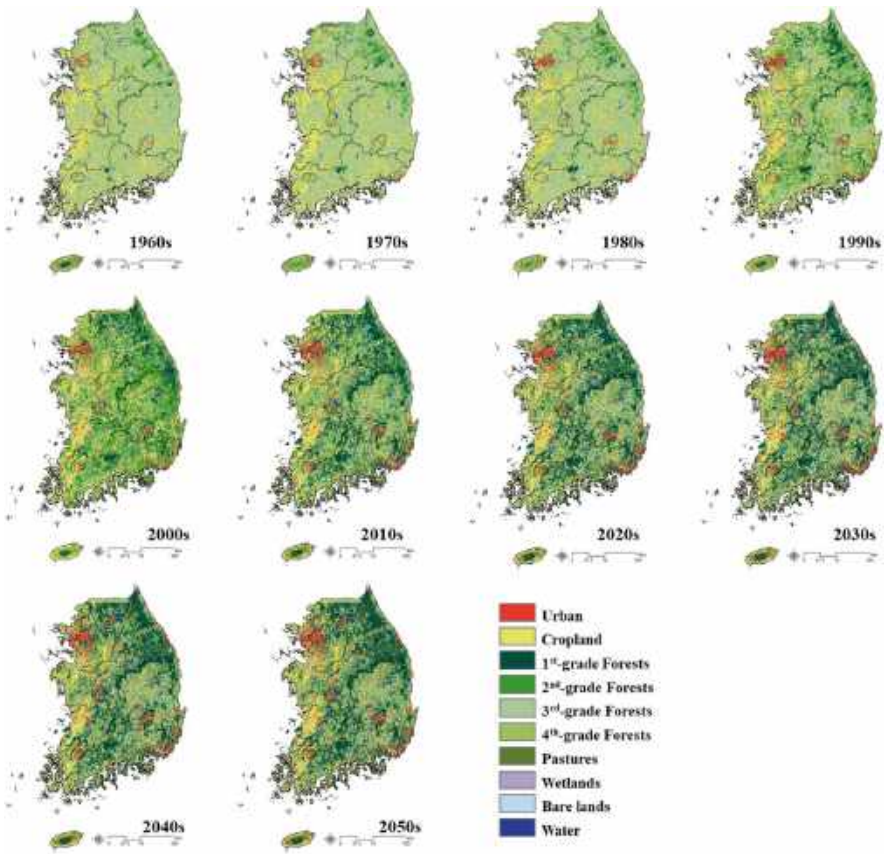 1960s
1970s
1980s
1990s
2000s
2010s
2020s
2030s
2040s
2050s
Urban
Cropland
1st-grade Forests
2nd-grade Forests
3rd-grade Forests
4th-grade Forests
Pastures
Wetlands
Bare lands
Water